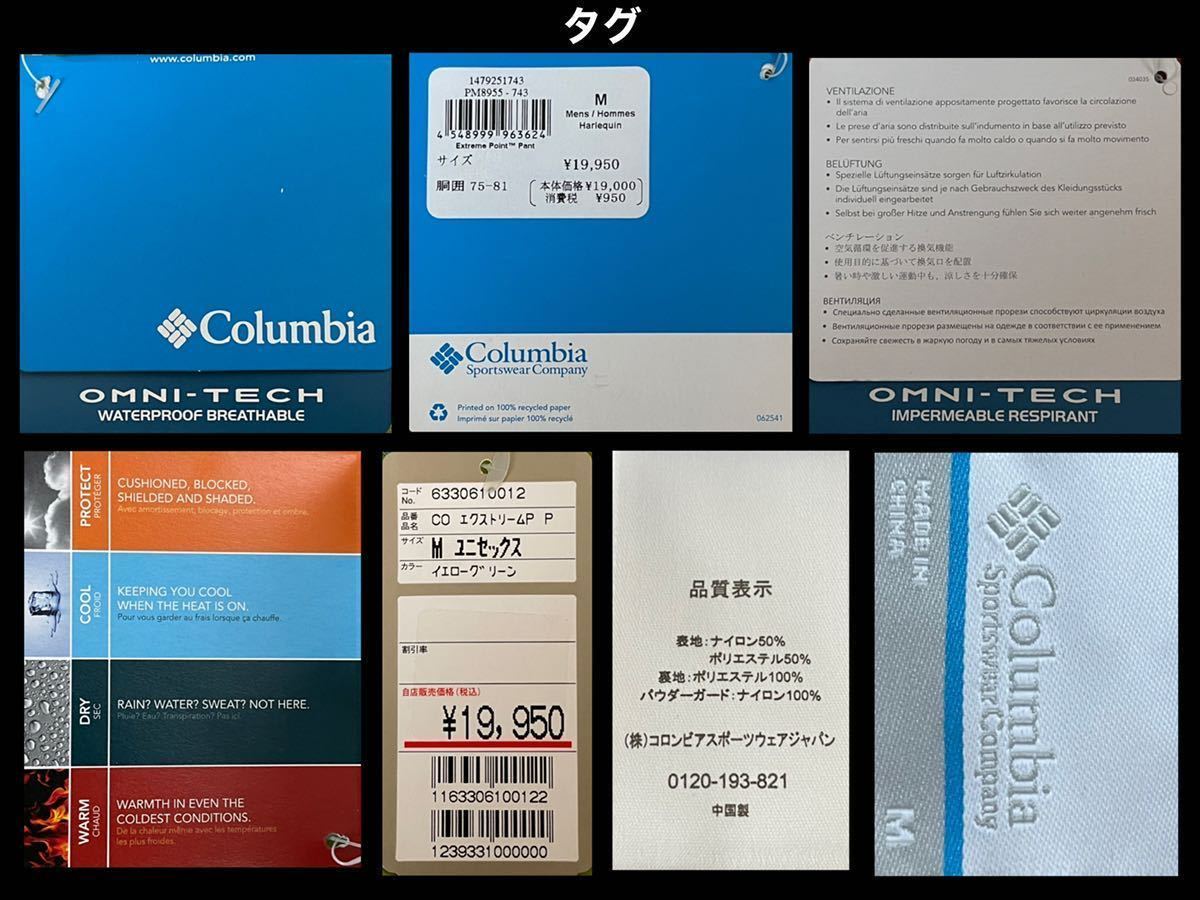 タグ
www.columbia.com
Columbia
OMNI-TECH
WATERPROOF BREATHABLE
1479251743
PM8955 - 743
4 548999 963624
Extreme Point™ Pant
M
Mens / Hommes
Harlequin
サイズ
¥19,950
胴囲 75-81
本体価格 ¥19,000
消費税 ¥950
Columbia
Sportswear Company
Printed on 100% recycled paper
Imprimé sur papier 100% recyclé
062541
034035
VENTILAZIONE
• Il sistema di ventilazione appositamente progettato favorisce la circolazione
dell'aria
• Le prese d'aria sono distribuite sull'indumento in base all'utilizzo previsto
• Per sentirsi più freschi quando fa molto caldo o quando si fa molto movimento
BELÜFTUNG
• Spezielle Lüftungseinsätze sorgen für Luftzirkulation
• Die Lüftungseinsätze sind je nach Gebrauchszweck des Kleidungsstücks
individuell eingearbeitet
• Selbst bei großer Hitze und Anstrengung fühlen Sie sich weiter angenehm frisch
ベンチレーション
• 空気循環を促進する換気機能
• 使用目的に基づいて換気口を配置
• 暑い時や激しい運動中も、涼しさを十分確保
ВЕНТИЛЯЦИЯ
• Специально сделанные вентиляционные прорези способствуют циркуляции воздуха
• Вентиляционные прорези размещены на одежде в соответствии с ее применением
• Сохраняйте свежесть в жаркую погоду и в самых тяжелых условиях
OMNI-TECH
IMPERMEABLE RESPIRANT
PROTECT
PROTÉGER
CUSHIONED, BLOCKED,
SHIELDED AND SHADED.
Avec amortissement, blocage, protection et ombre.
COOL
FROID
KEEPING YOU COOL
WHEN THE HEAT IS ON.
Pour vous garder au frais lorsque ça chauffe.
DRY
SEC
RAIN? WATER? SWEAT? NOT HERE.
Pluie? Eau? Transpiration? Pas ici.
WARM
CHAUD
WARMTH IN EVEN THE
COLDEST CONDITIONS.
De la chaleur même avec les températures
les plus froides.
コード No. 6330610012
品番 品名 CO エクストリームP P
サイズ M ユニセックス
カラー イエローグリーン
割引率
自店販売価格(税込)
¥19,950
1163306100122
1239331000000
品質表示
表地:ナイロン50%
ポリエステル50%
裏地:ポリエステル100%
パウダーガード:ナイロン100%
(株)コロンビアスポーツウェアジャパン
0120-193-821
中国製
MADE IN
CHINA
M
Columbia
Sportswear Company